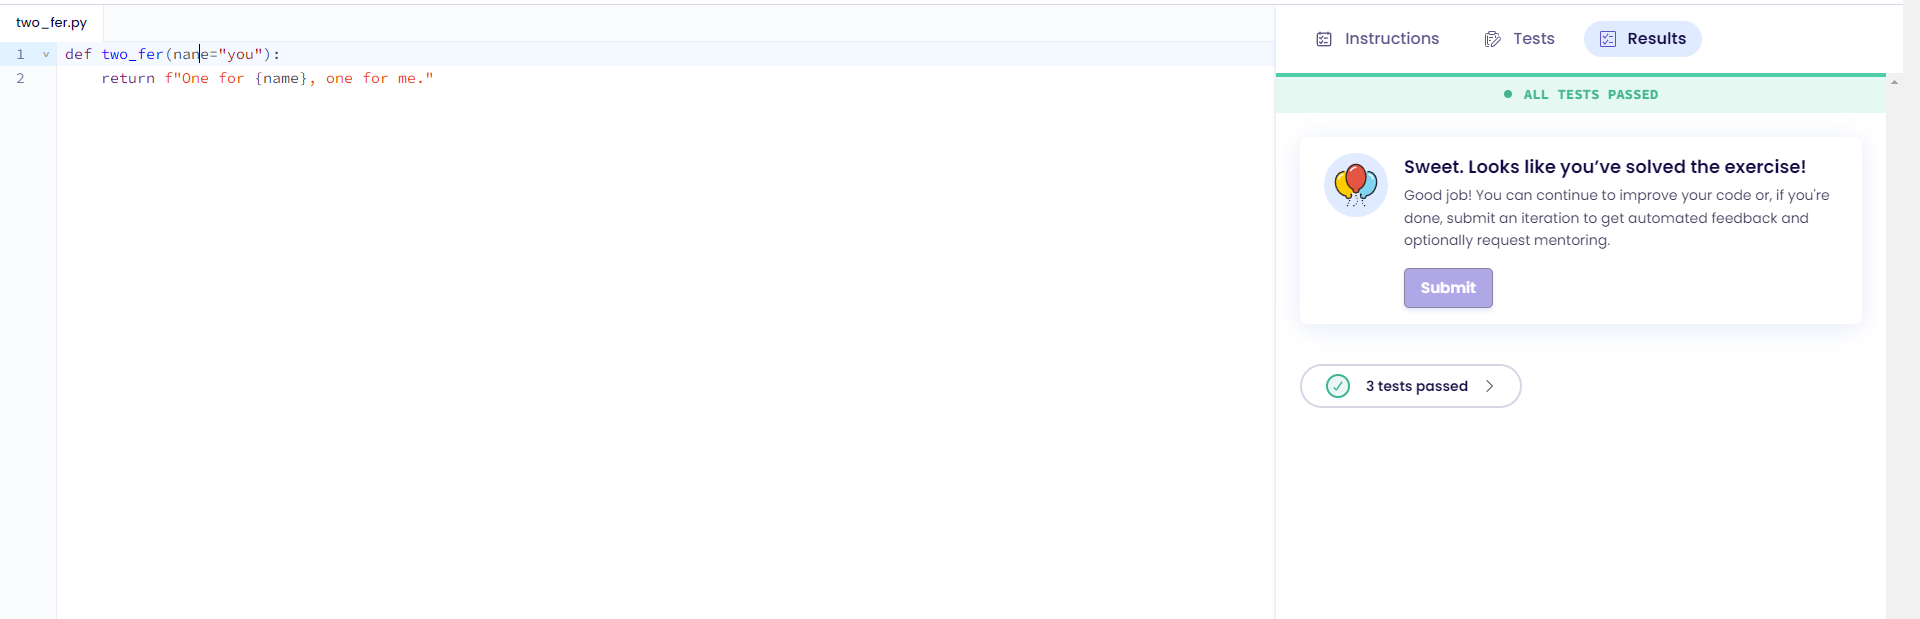 two_fer.py
1 def two_fer(nane="you"):
2 return f"One for {name}, one for me."
Instructions
Tests
Results
ALL TESTS PASSED
Sweet. Looks like you’ve solved the exercise!
Good job! You can continue to improve your code or, if you're
done, submit an iteration to get automated feedback and
optionally request mentoring.
Submit
3 tests passed